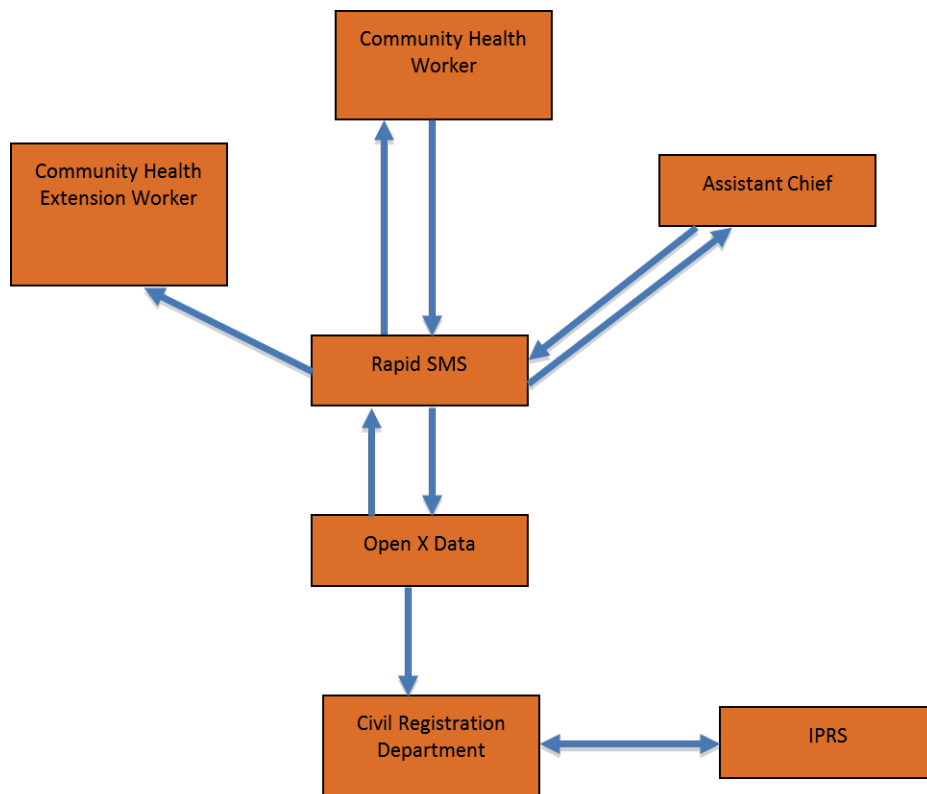 Community Health
Worker
Community Health
Extension Worker
Assistant Chief
Rapid SMS
Open X Data
Civil Registration
Department
IPRS